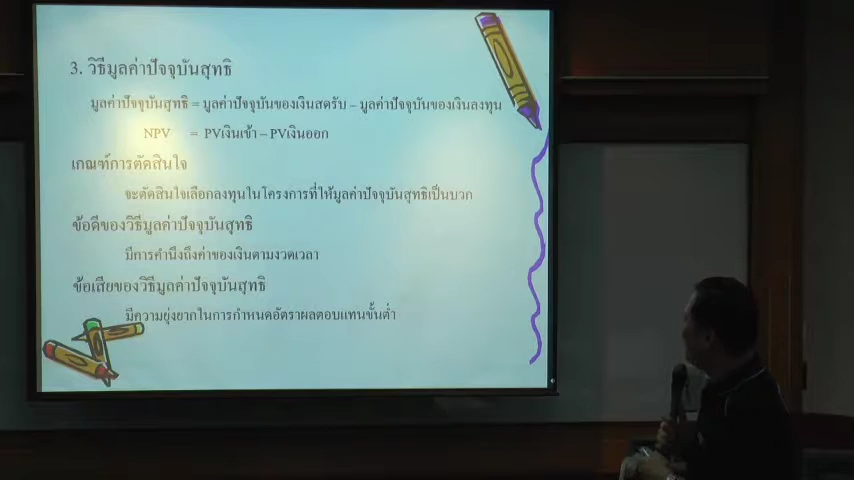 3. วิธีมูลค่าปัจจุบันสุทธิ
มูลค่าปัจจุบันสุทธิ = มูลค่าปัจจุบันของเงินสดรับ – มูลค่าปัจจุบันของเงินลงทุน
NPV = PVเงินเข้า – PVเงินออก
เกณฑ์การตัดสินใจ
จะตัดสินใจเลือกลงทุนในโครงการที่ให้มูลค่าปัจจุบันสุทธิเป็นบวก
ข้อดีของวิธีมูลค่าปัจจุบันสุทธิ
มีการคำนึงถึงค่าของเงินตามงวดเวลา
ข้อเสียของวิธีมูลค่าปัจจุบันสุทธิ
มีความยุ่งยากในการกำหนดอัตราผลตอบแทนขั้นต่ำ